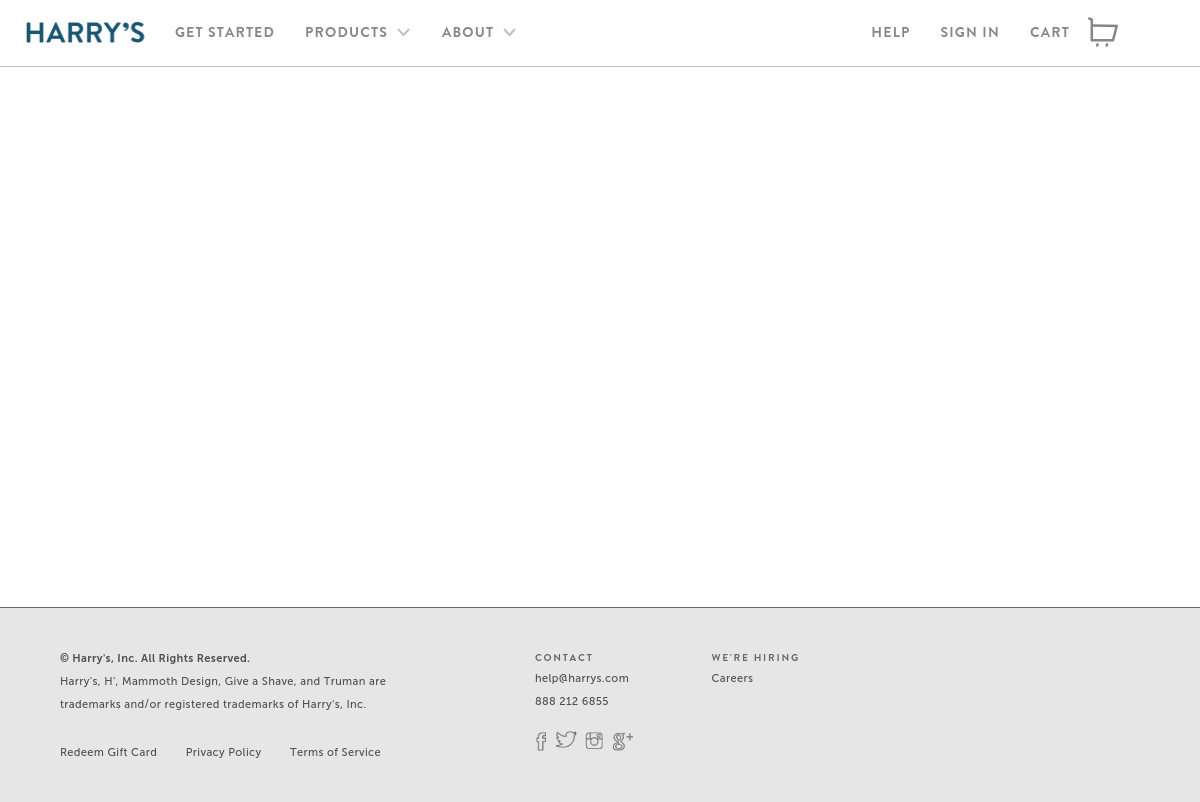 HARRY'S GET STARTED PRODUCTS ABOUT HELP SIGN IN CART
© Harry's, Inc. All Rights Reserved.
Harry's, H', Mammoth Design, Give a Shave, and Truman are
trademarks and/or registered trademarks of Harry's, Inc.
Redeem Gift Card Privacy Policy Terms of Service
CONTACT
help@harrys.com
888 212 6855
f g+
WE'RE HIRING
Careers